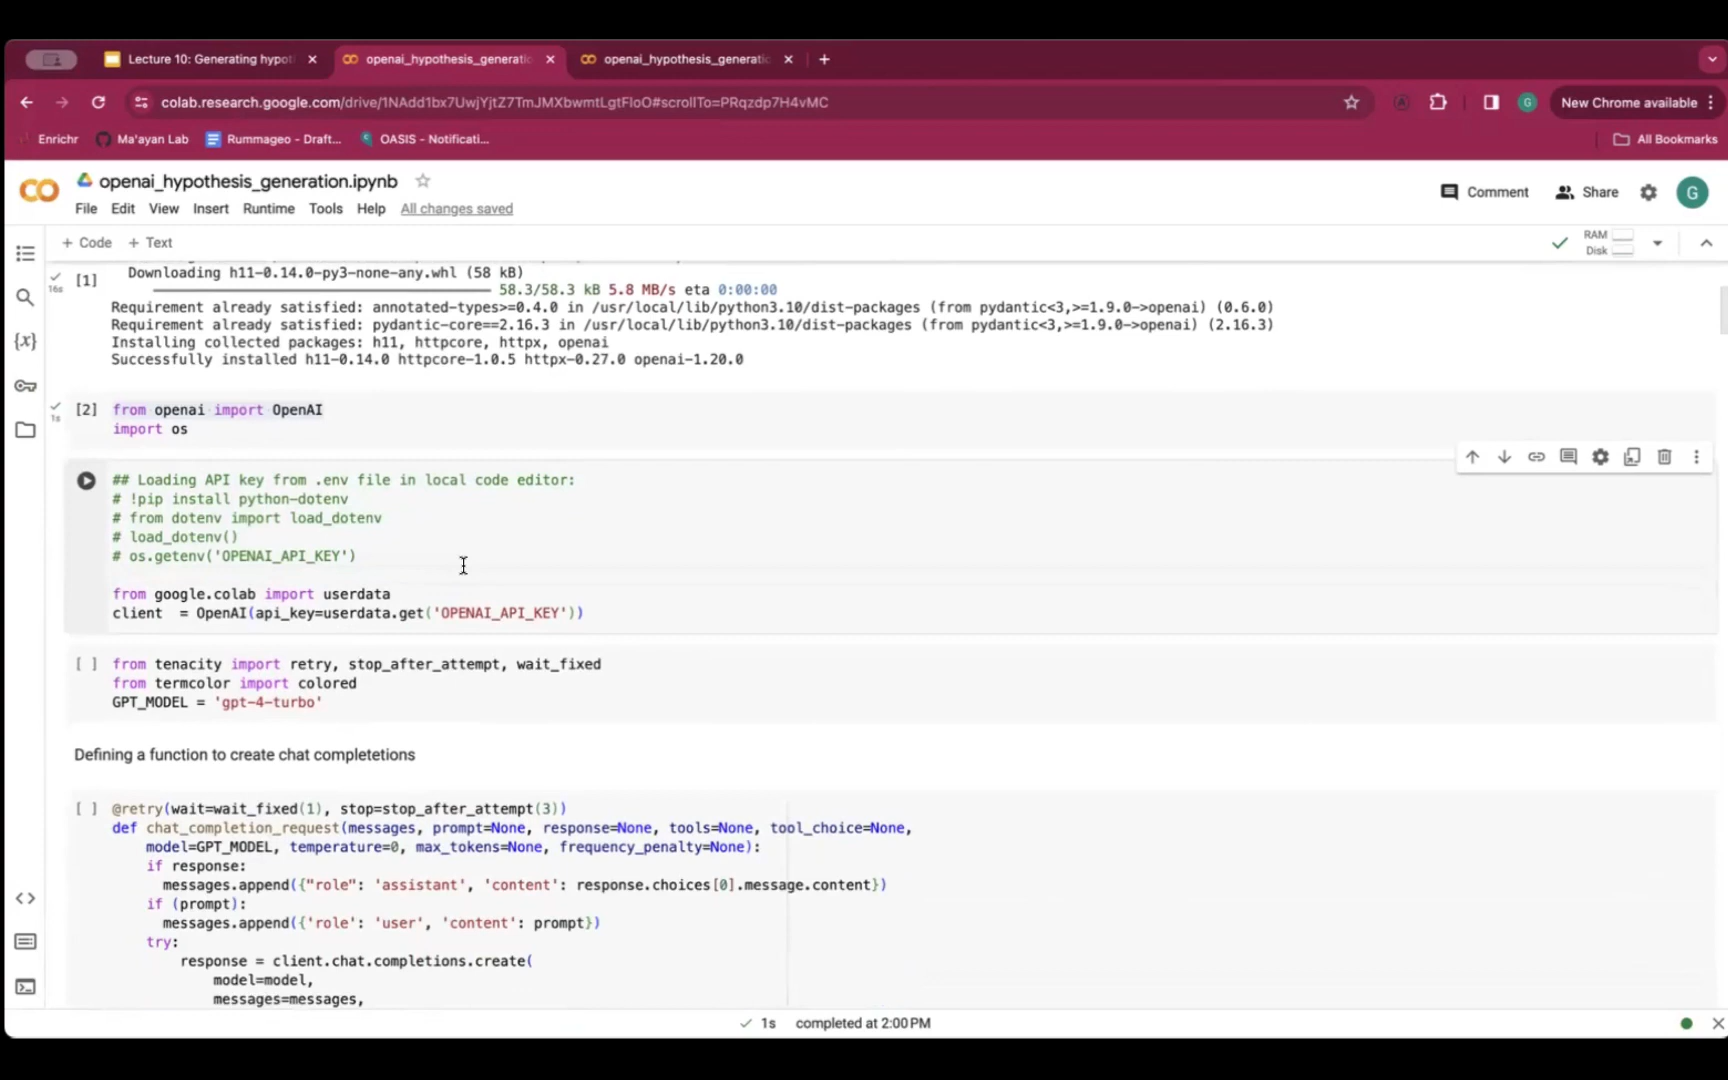 Lecture 10: Generating hypot
openai_hypothesis_generati
openai_hypothesis_generatic
colab.research.google.com/drive/1NAdd1bx7UwjYjtZ7TmJMXbwmtLgtFIoO#scrollTo=PRqzdp7H4vMC
G
New Chrome available
Enrichr
Ma'ayan Lab
Rummageo - Draft...
OASIS - Notificati...
All Bookmarks
openai_hypothesis_generation.ipynb
Comment
Share
G
File
Edit
View
Insert
Runtime
Tools
Help
All changes saved
+ Code
+ Text
RAM
Disk
16s
[1]
Downloading h11-0.14.0-py3-none-any.whl (58 kB)
58.3/58.3 kB 5.8 MB/s eta 0:00:00
Requirement already satisfied: annotated-types>=0.4.0 in /usr/local/lib/python3.10/dist-packages (from pydantic<3,>=1.9.0->openai) (0.6.0)
Requirement already satisfied: pydantic-core==2.16.3 in /usr/local/lib/python3.10/dist-packages (from pydantic<3,>=1.9.0->openai) (2.16.3)
Installing collected packages: h11, httpcore, httpx, openai
Successfully installed h11-0.14.0 httpcore-1.0.5 httpx-0.27.0 openai-1.20.0
1s
[2] from openai import OpenAI
import os
## Loading API key from .env file in local code editor:
# !pip install python-dotenv
# from dotenv import load_dotenv
# load_dotenv()
# os.getenv('OPENAI_API_KEY')
from google.colab import userdata
client  = OpenAI(api_key=userdata.get('OPENAI_API_KEY'))
[ ] from tenacity import retry, stop_after_attempt, wait_fixed
from termcolor import colored
GPT_MODEL = 'gpt-4-turbo'
Defining a function to create chat completetions
[ ] @retry(wait=wait_fixed(1), stop=stop_after_attempt(3))
def chat_completion_request(messages, prompt=None, response=None, tools=None, tool_choice=None,
model=GPT_MODEL, temperature=0, max_tokens=None, frequency_penalty=None):
if response:
messages.append({"role": 'assistant', 'content': response.choices[0].message.content})
if (prompt):
messages.append({'role': 'user', 'content': prompt})
try:
response = client.chat.completions.create(
model=model,
messages=messages,
1s completed at 2:00 PM